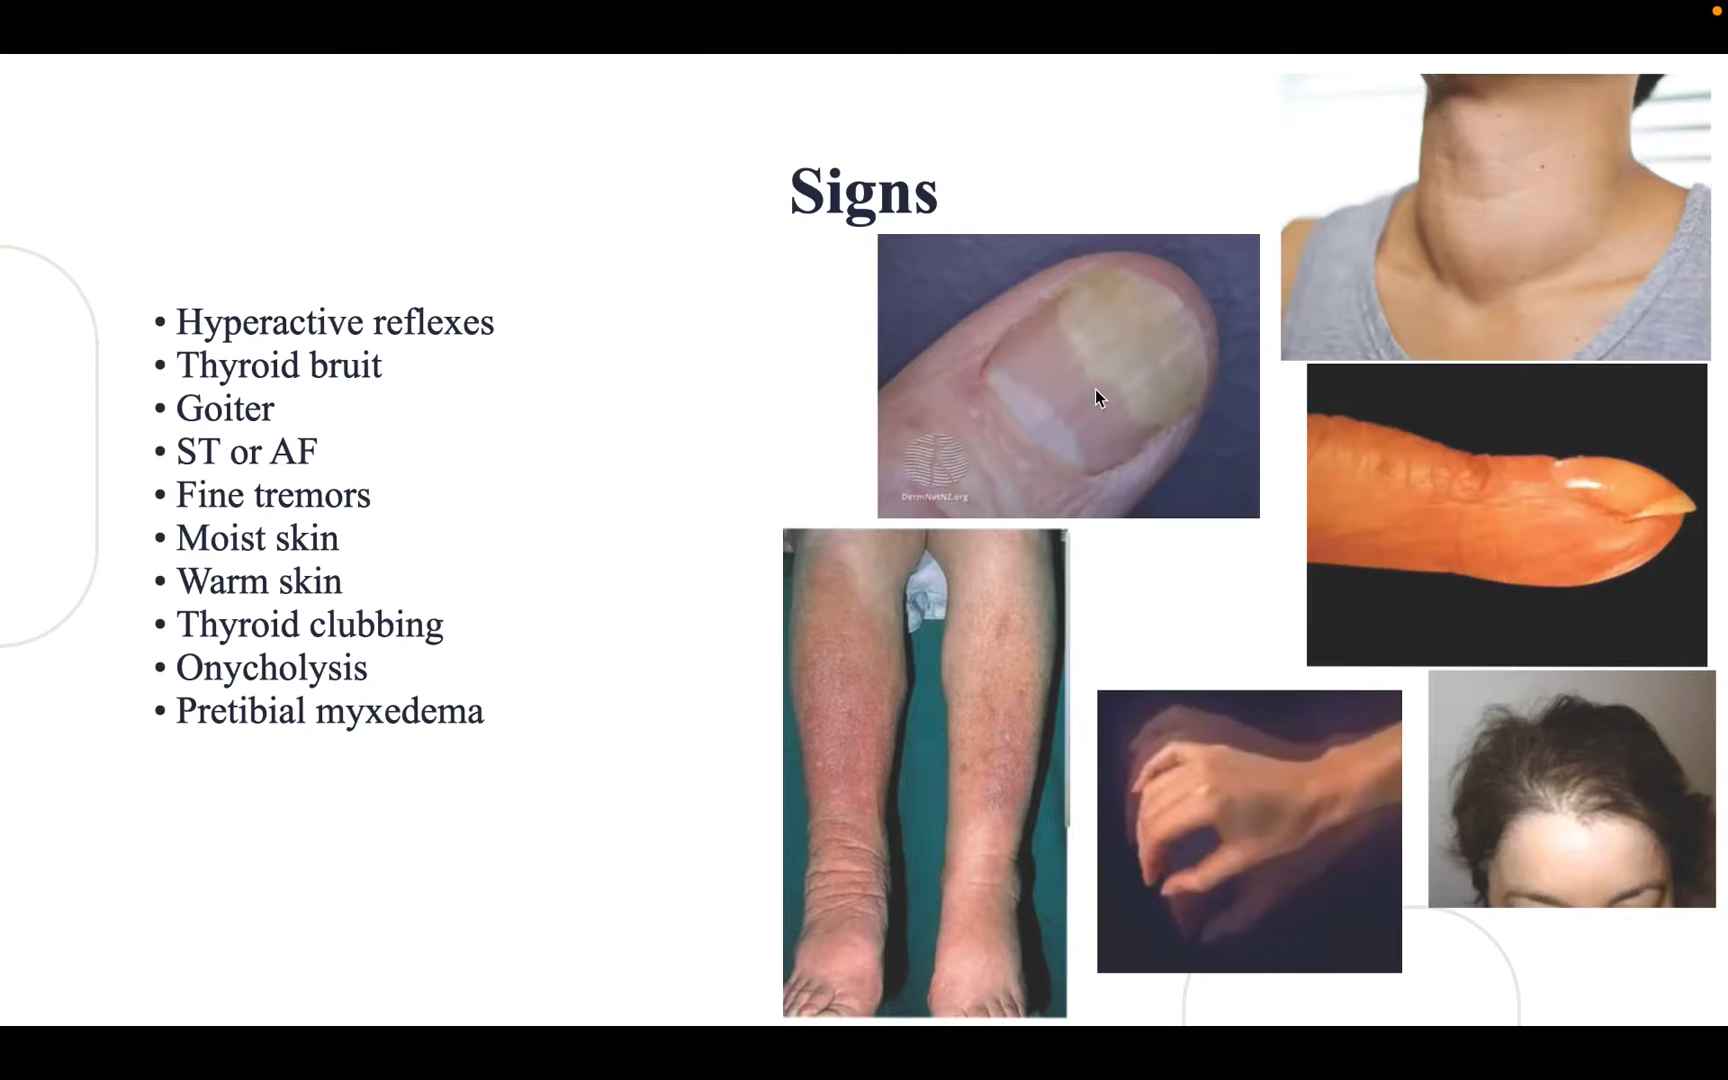 Signs
• Hyperactive reflexes
• Thyroid bruit
• Goiter
• ST or AF
• Fine tremors
• Moist skin
• Warm skin
• Thyroid clubbing
• Onycholysis
• Pretibial myxedema
DermNetNZ.org